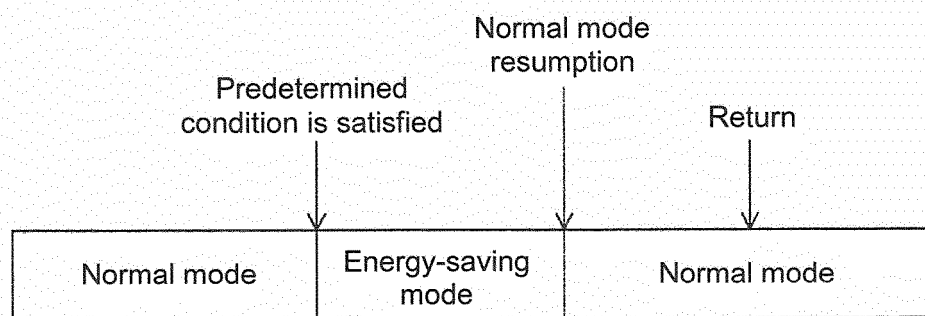 Normal mode
resumption
Predetermined
condition is satisfied
Return
Normal mode
Energy-saving
mode
Normal mode